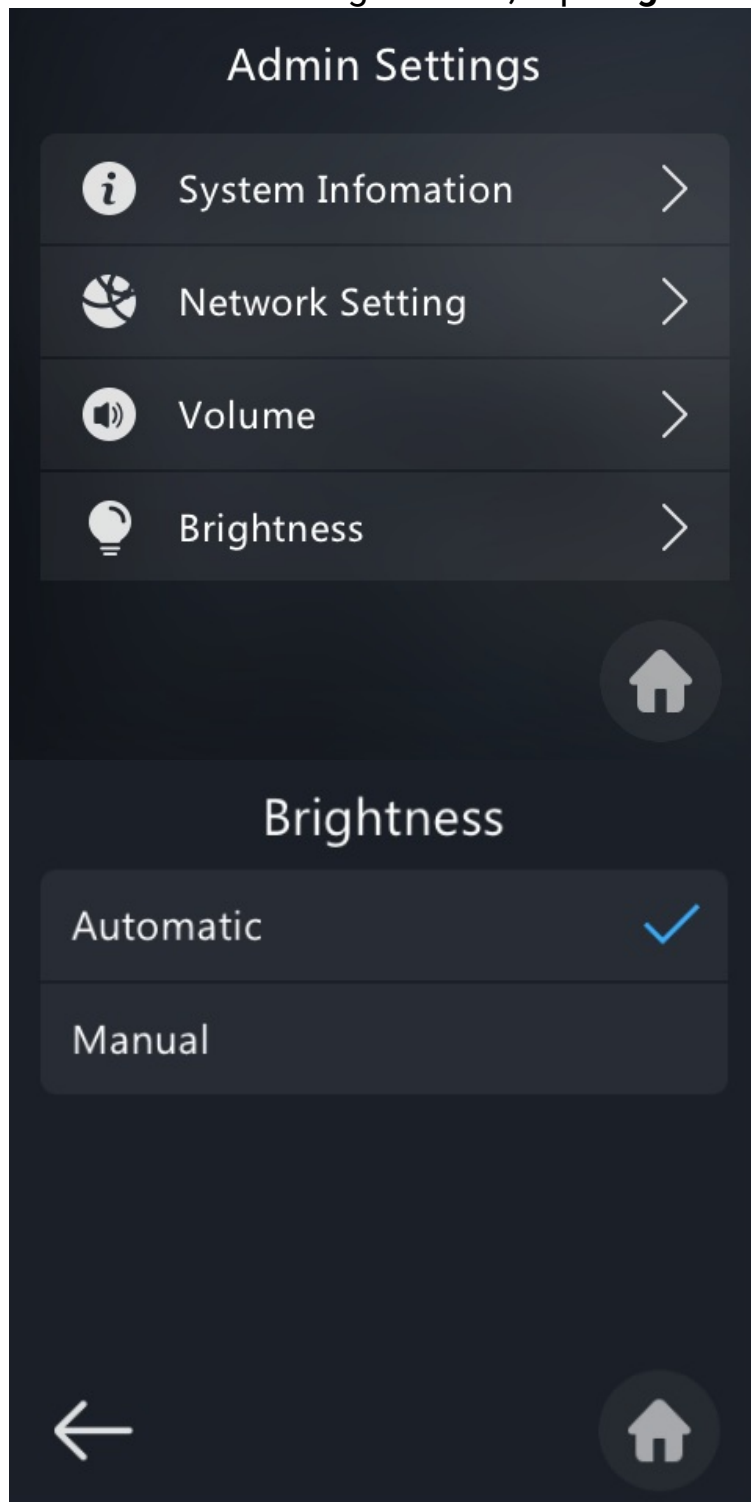 Admin Settings
System Infomation
Network Setting
Volume
Brightness
Brightness
Automatic
Manual